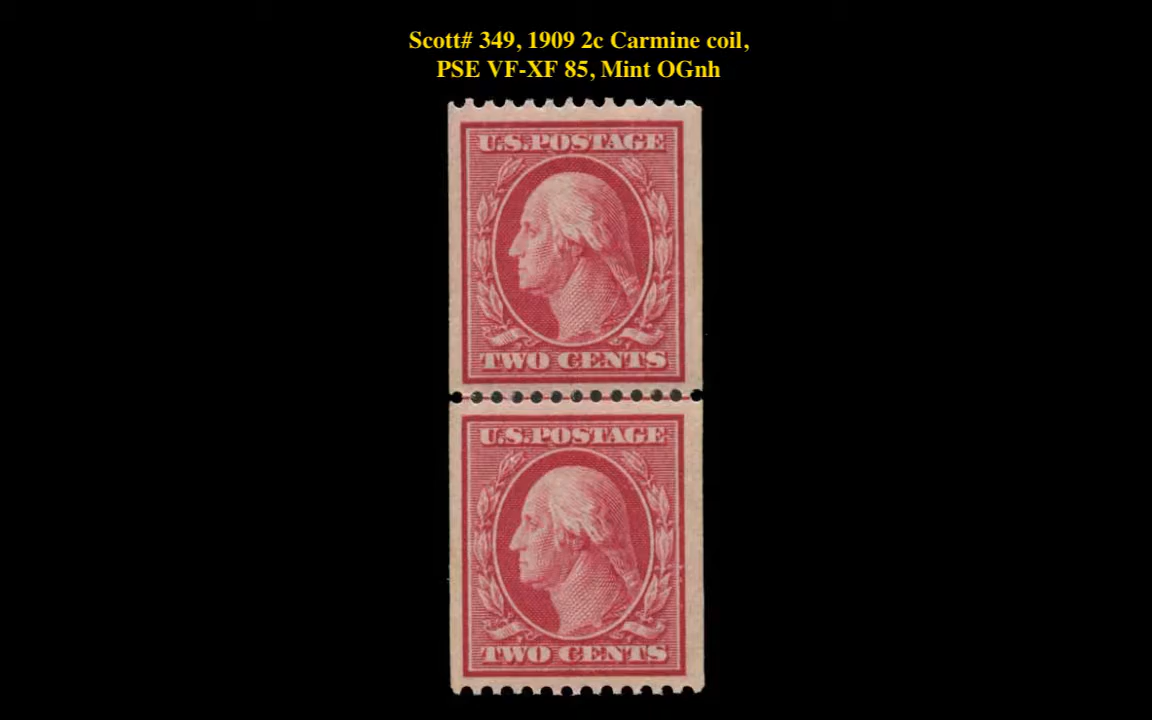 Scott# 349, 1909 2c Carmine coil,
PSE VF-XF 85, Mint OGnh
U.S.POSTAGE
TWO CENTS
U.S.POSTAGE
TWO CENTS